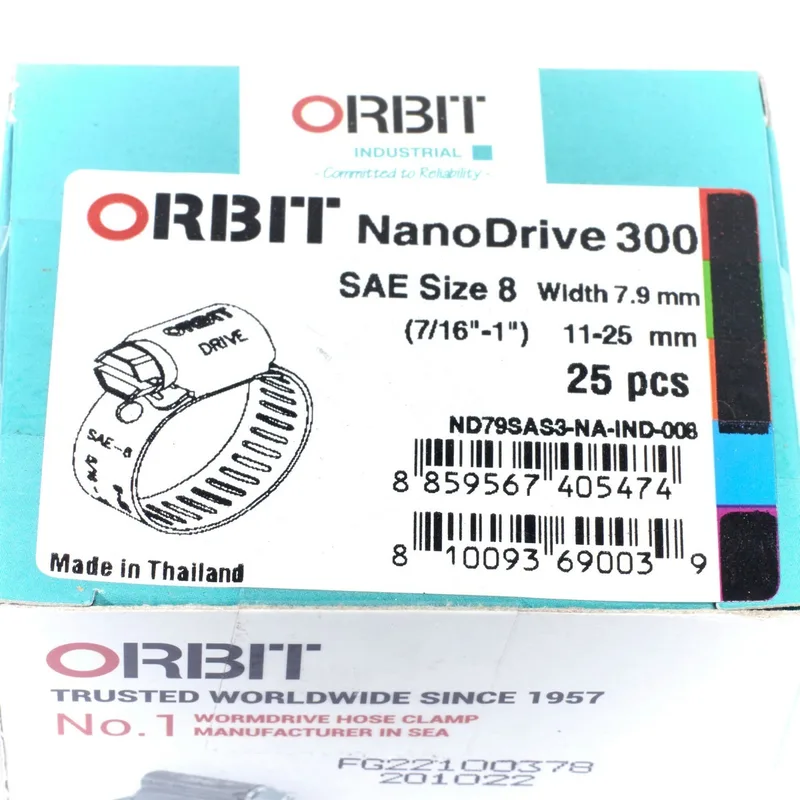 ORBIT
INDUSTRIAL
- Committed to Reliability -
ORBIT NanoDrive 300
SAE Size 8 Width 7.9 mm
(7/16"-1") 11-25 mm
25 pcs
ORBIT
DRIVE
SAE-8
ND79SAS3-NA-IND-008
8 859567 405474
8 10093 69003 9
Made in Thailand
ORBIT
TRUSTED WORLDWIDE SINCE 1957
No.1 WORMDRIVE HOSE CLAMP
MANUFACTURER IN SEA
FG22100378
201022